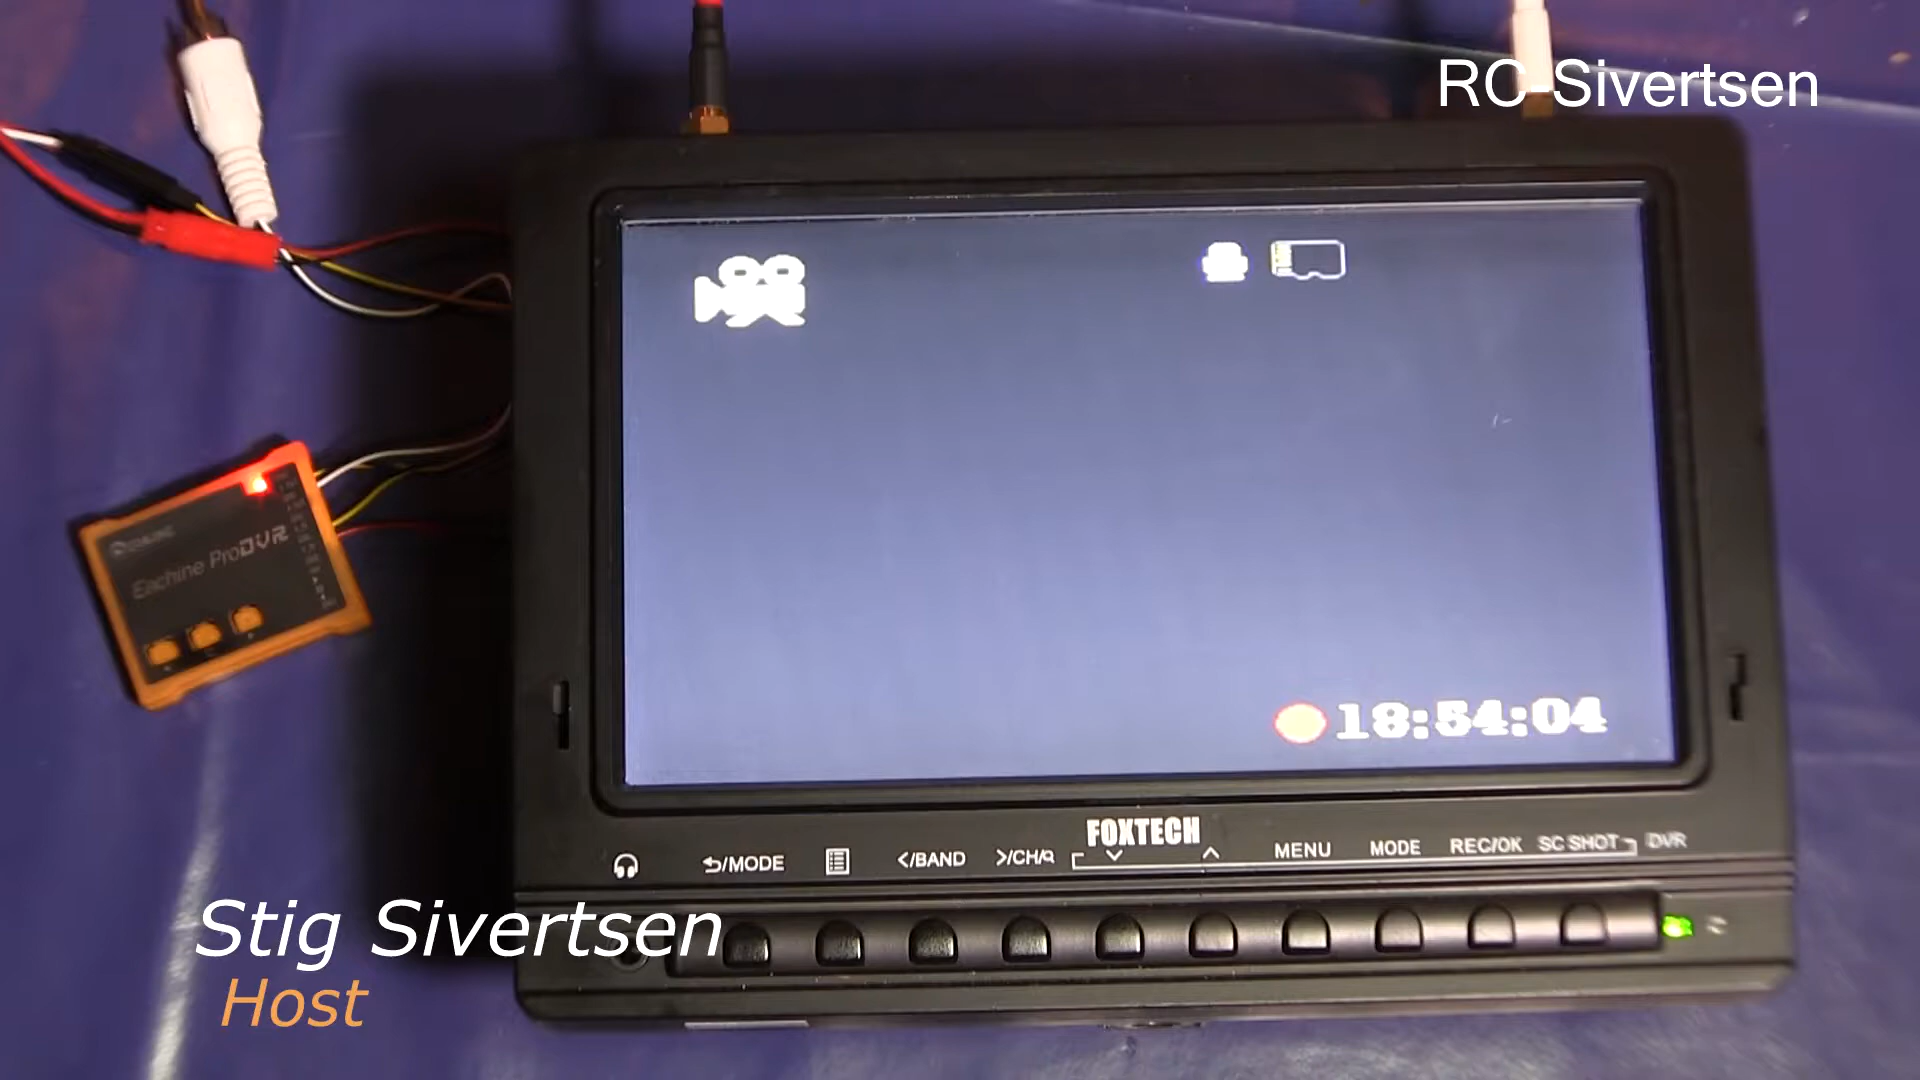 RC-Sivertsen
Eachine ProDVR
18:54:04
FOXTECH
/MODE
</BAND
>/CH/
MENU
MODE
REC/OK
SC SHOT
DVR
Stig Sivertsen
Host